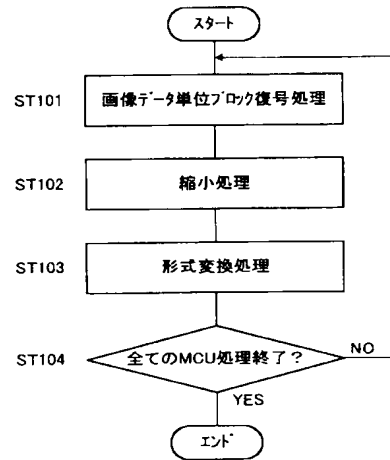 スタート
ST101
画像データ単位ブロック復号処理
ST102
縮小処理
ST103
形式変換処理
ST104
全てのMCU処理終了？
NO
YES
エンド